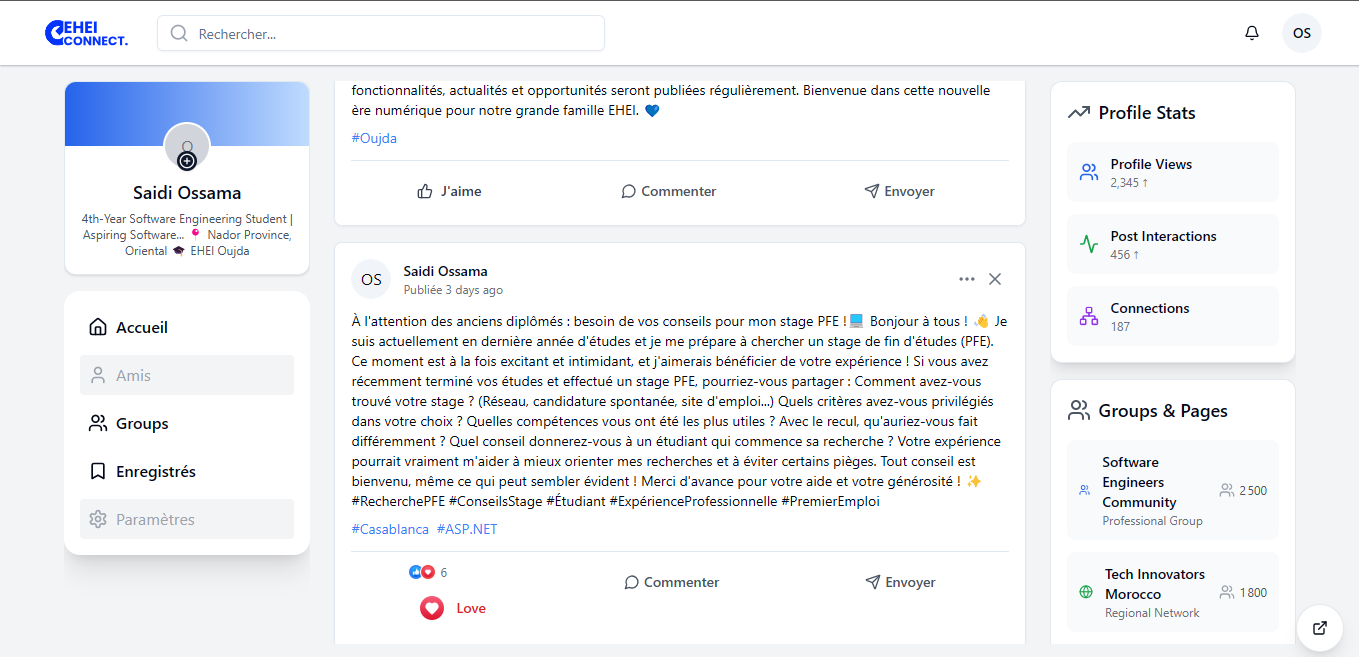 EHEI
CONNECT.
Rechercher...
OS
O
Saidi Ossama
4th-Year Software Engineering Student |
Aspiring Software... 📍 Nador Province,
Oriental 🎓 EHEI Oujda
Accueil
Amis
Groups
Enregistrés
Paramètres
fonctionnalités, actualités et opportunités seront publiées régulièrement. Bienvenue dans cette nouvelle
ère numérique pour notre grande famille EHEI. 💙
#Oujda
J'aime
Commenter
Envoyer
OS
Saidi Ossama
Publiée 3 days ago
À l'attention des anciens diplômés : besoin de vos conseils pour mon stage PFE !💻 Bonjour à tous ! 👋 Je
suis actuellement en dernière année d'études et je me prépare à chercher un stage de fin d'études (PFE).
Ce moment est à la fois excitant et intimidant, et j'aimerais bénéficier de votre expérience ! Si vous avez
récemment terminé vos études et effectué un stage PFE, pourriez-vous partager : Comment avez-vous
trouvé votre stage ? (Réseau, candidature spontanée, site d'emploi...) Quels critères avez-vous privilégiés
dans votre choix ? Quelles compétences vous ont été les plus utiles ? Avec le recul, qu'auriez-vous fait
différemment ? Quel conseil donnerez-vous à un étudiant qui commence sa recherche ? Votre expérience
pourrait vraiment m'aider à mieux orienter mes recherches et à éviter certains pièges. Tout conseil est
bienvenu, même ce qui peut sembler évident ! Merci d'avance pour votre aide et votre générosité ! ✨
#RecherchePFE #ConseilsStage #Étudiant #ExpérienceProfessionnelle #PremierEmploi
#Casablanca #ASP.NET
6
Love
Commenter
Envoyer
Profile Stats
Profile Views
2,345 ↑
Post Interactions
456 ↑
Connections
187
Groups & Pages
Software
Engineers
Community
Professional Group
2 500
Tech Innovators
Morocco
Regional Network
1 800